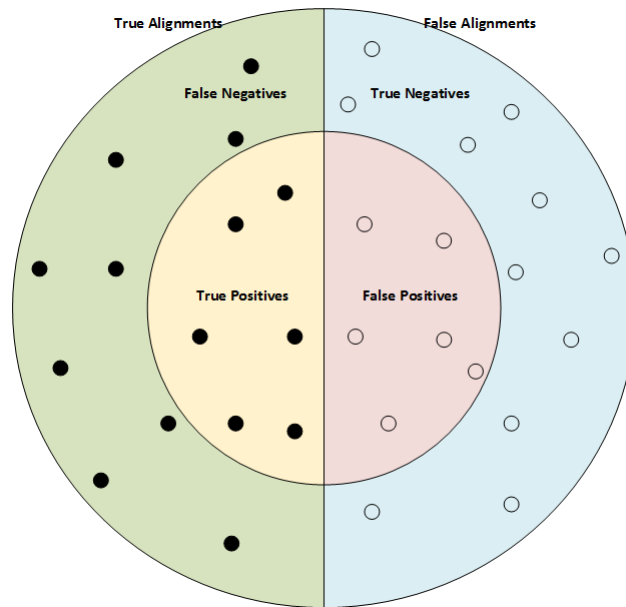 True Alignments
False Alignments
False Negatives
True Negatives
True Positives
False Positives